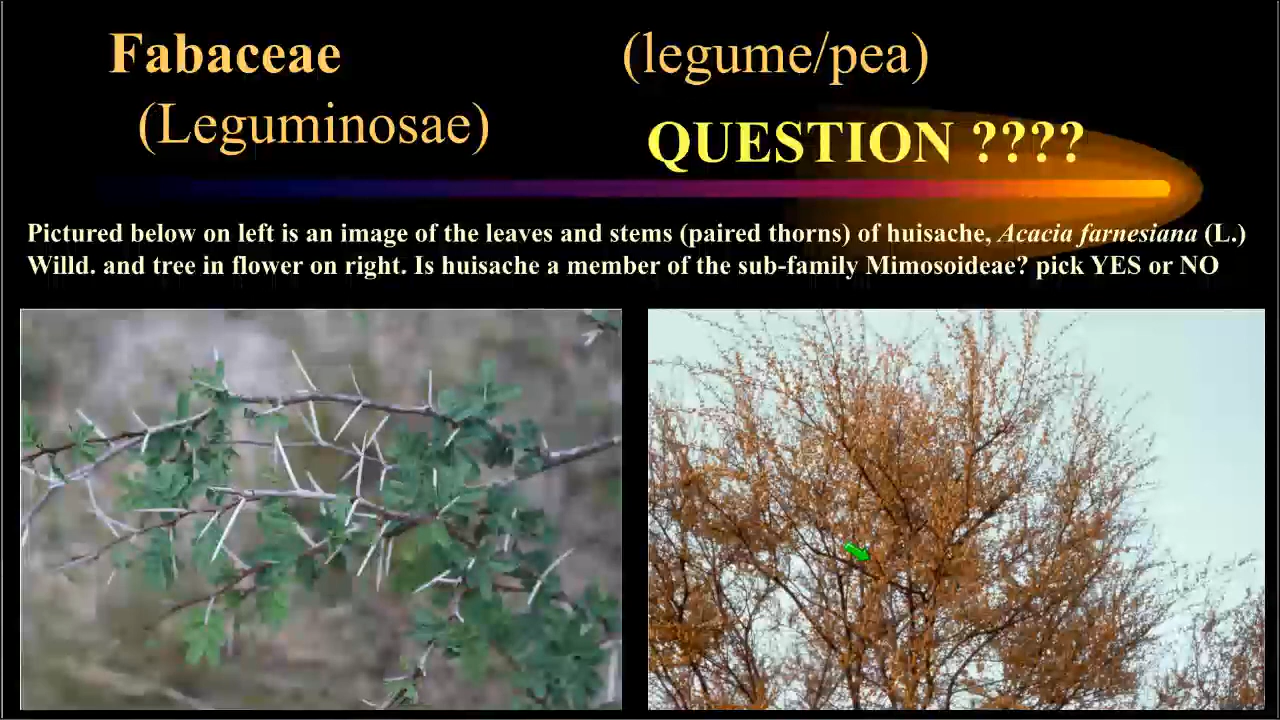 Fabaceae (legume/pea)
(Leguminosae)
QUESTION ????
Pictured below on left is an image of the leaves and stems (paired thorns) of huisache, Acacia farnesiana (L.)
Willd. and tree in flower on right. Is huisache a member of the sub-family Mimosoideae? pick YES or NO